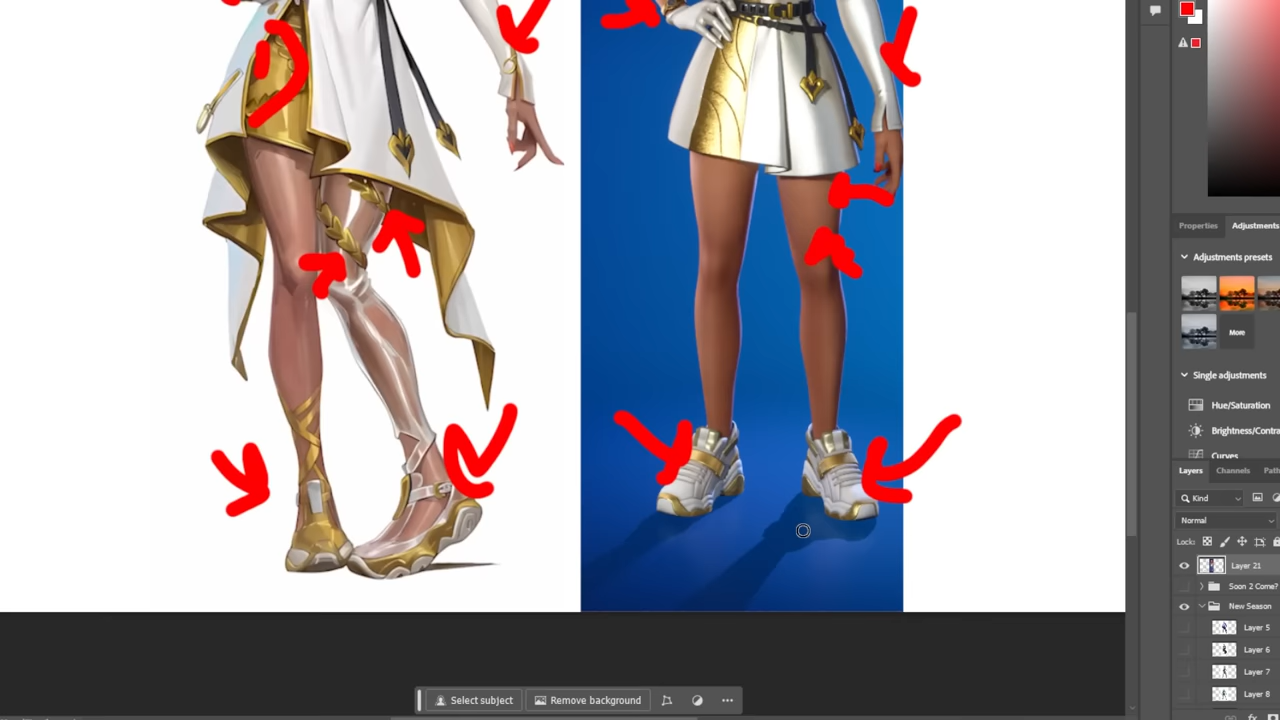 Properties
Adjustments
Adjustments presets
More
Single adjustments
Hue/Saturation
Brightness/Contra
Curves
Layers
Channels
Path
Kind
Normal
Lock:
Layer 21
Soon 2 Come?
New Season
Layer 5
Layer 6
Layer 7
Layer 8
Select subject
Remove background